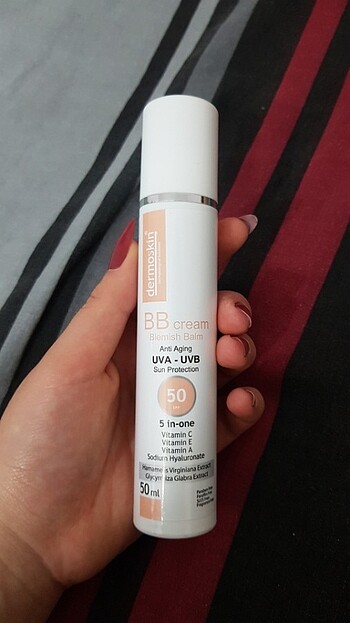 dermoskin
BB cream
Blemish Balm
Anti Aging
UVA - UVB
Sun Protection
50
SPF
5 in-one
Vitamin C
Vitamin E
Vitamin A
Sodium Hyaluronate
Hamamelis Virginiana Extract
Glycyrrhiza Glabra Extract
50 ml